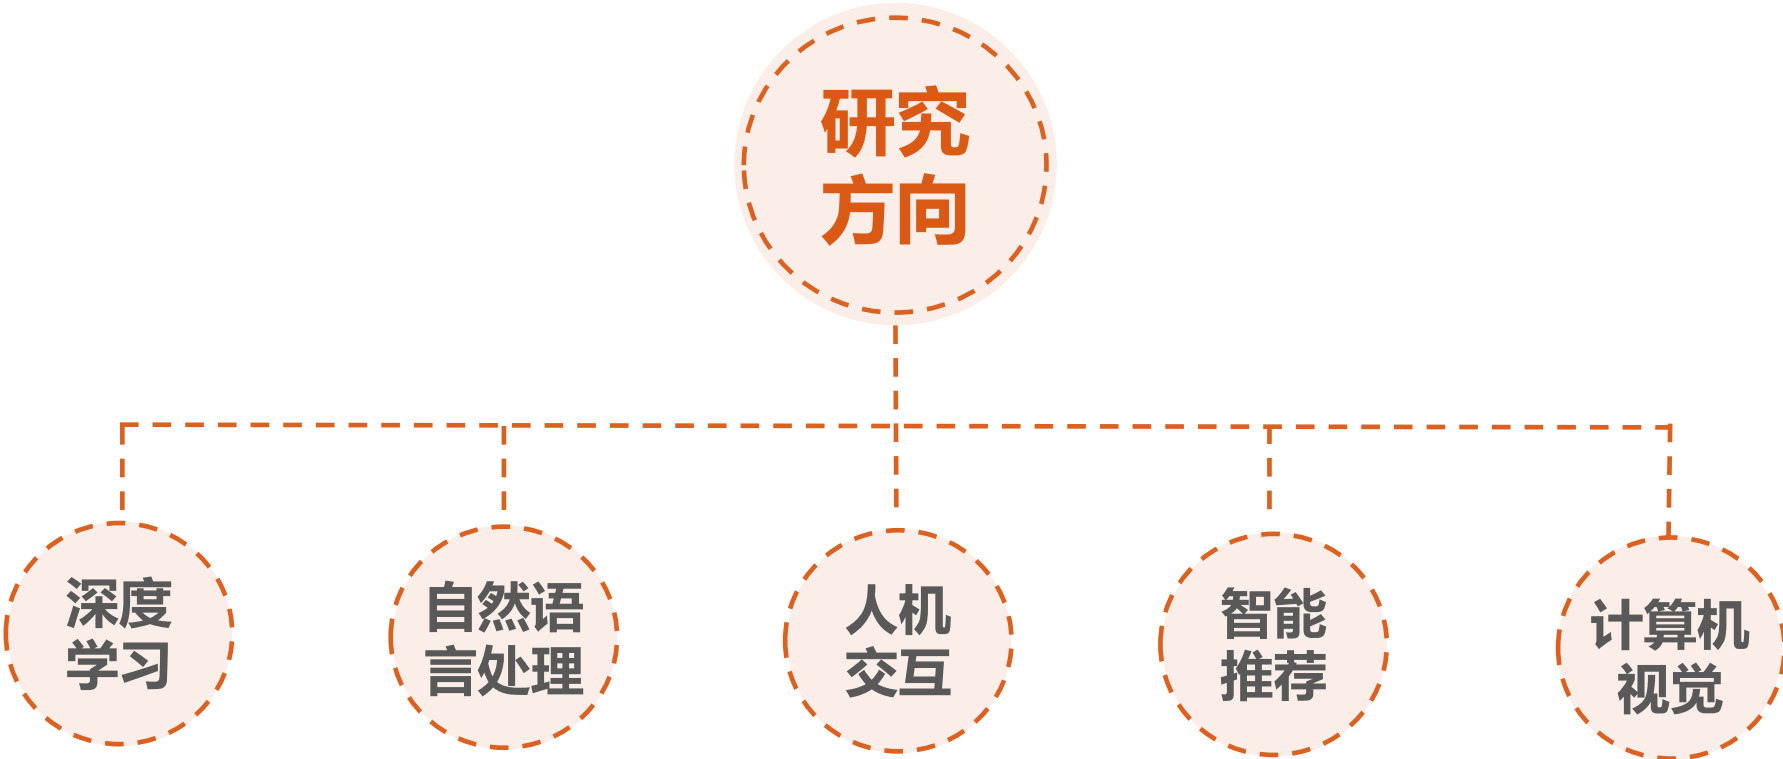 研究
方向
深度
学习
自然语
言处理
人机
交互
智能
推荐
计算机
视觉